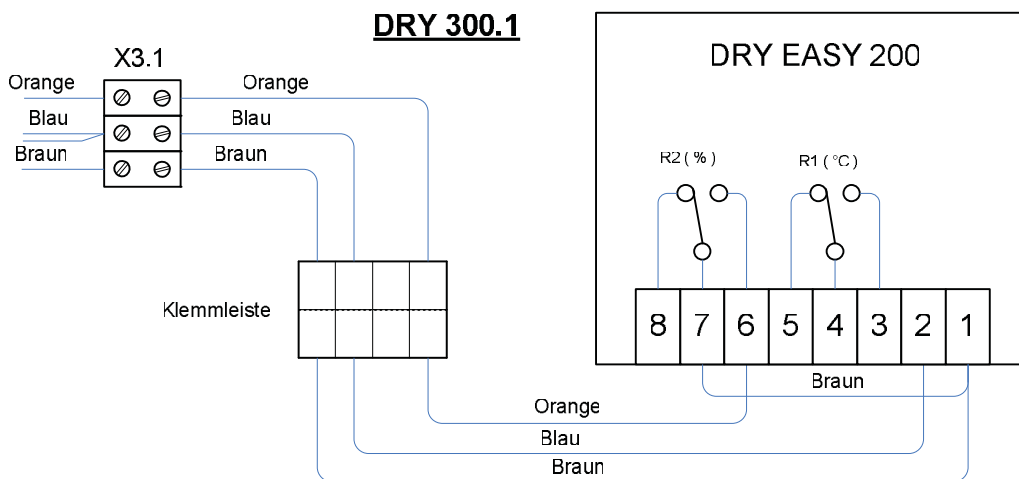 DRY 300.1
X3.1
Orange
Orange
Blau
Blau
Braun
Braun
Klemmleiste
DRY EASY 200
R2 ( % )
R1 ( °C )
8 7 6 5 4 3 2 1
Braun
Orange
Blau
Braun